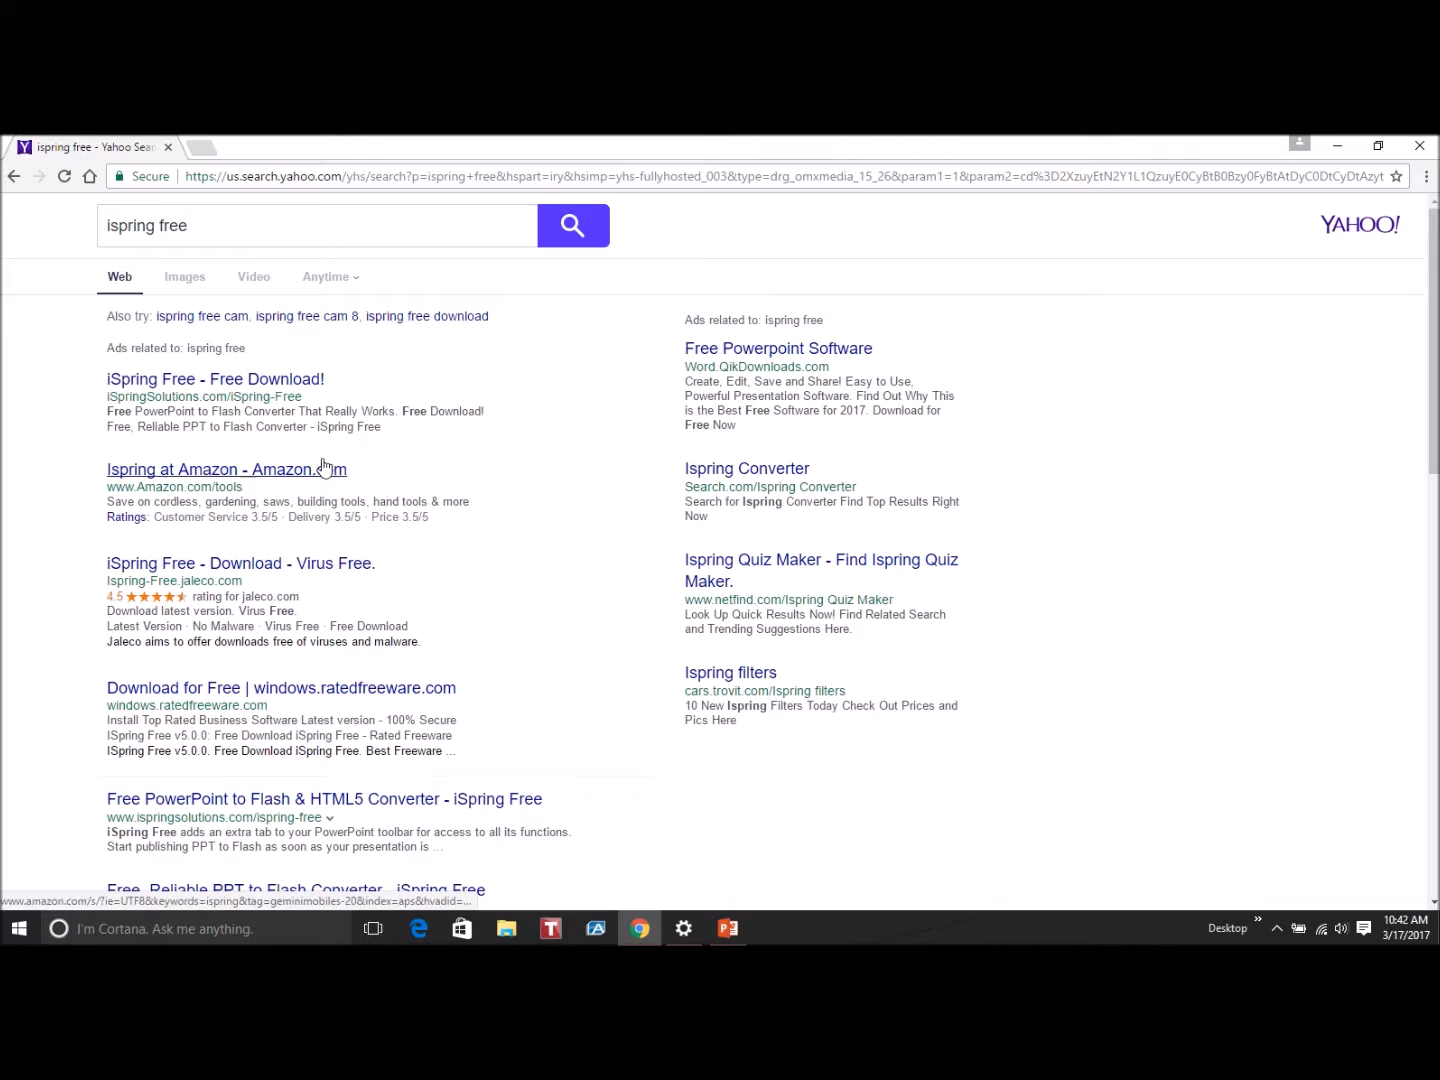 ispring free - Yahoo Sear
Secure
https://us.search.yahoo.com/yhs/search?p=ispring+free&hspart=iry&hsimp=yhs-fullyhosted_003&type=drg_omxmedia_15_26&param1=1&param2=cd%3D2XzuyEtN2Y1L1QzuyE0CyBtB0Bzy0FyBtAtDyC0DtCyDtAzyt
ispring free
YAHOO!
Web Images Video Anytime
Also try: ispring free cam, ispring free cam 8, ispring free download
Ads related to: ispring free
iSpring Free - Free Download!
iSpringSolutions.com/iSpring-Free
Free PowerPoint to Flash Converter That Really Works. Free Download!
Free, Reliable PPT to Flash Converter - iSpring Free
Ispring at Amazon - Amazon.com
www.Amazon.com/tools
Save on cordless, gardening, saws, building tools, hand tools & more
Ratings: Customer Service 3.5/5 · Delivery 3.5/5 · Price 3.5/5
iSpring Free - Download - Virus Free.
Ispring-Free.jaleco.com
4.5 rating for jaleco.com
Download latest version. Virus Free.
Latest Version · No Malware · Virus Free · Free Download
Jaleco aims to offer downloads free of viruses and malware.
Download for Free | windows.ratedfreeware.com
windows.ratedfreeware.com
Install Top Rated Business Software Latest version - 100% Secure
ISpring Free v5.0.0: Free Download iSpring Free - Rated Freeware
ISpring Free v5.0.0. Free Download iSpring Free. Best Freeware ...
Free PowerPoint to Flash & HTML5 Converter - iSpring Free
www.ispringsolutions.com/ispring-free
iSpring Free adds an extra tab to your PowerPoint toolbar for access to all its functions.
Start publishing PPT to Flash as soon as your presentation is ...
Free, Reliable PPT to Flash Converter - iSpring Free
www.amazon.com/s/?ie=UTF8&keywords=ispring&tag=geminimobiles-20&index=aps&hvadid=...
Ads related to: ispring free
Free Powerpoint Software
Word.QikDownloads.com
Create, Edit, Save and Share! Easy to Use,
Powerful Presentation Software. Find Out Why This
is the Best Free Software for 2017. Download for
Free Now
Ispring Converter
Search.com/Ispring Converter
Search for Ispring Converter Find Top Results Right
Now
Ispring Quiz Maker - Find Ispring Quiz
Maker.
www.netfind.com/Ispring Quiz Maker
Look Up Quick Results Now! Find Related Search
and Trending Suggestions Here.
Ispring filters
cars.trovit.com/Ispring filters
10 New Ispring Filters Today Check Out Prices and
Pics Here
I'm Cortana. Ask me anything.
Desktop
10:42 AM
3/17/2017